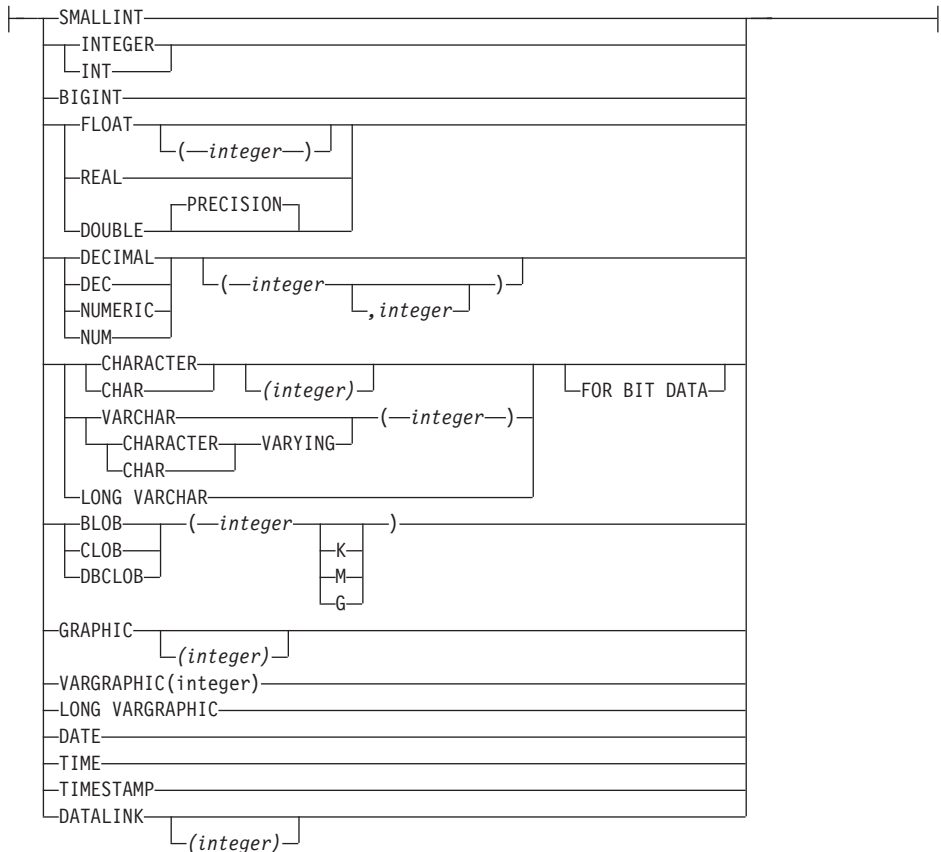 SMALLINT
INTEGER
INT
BIGINT
FLOAT
(integer)
REAL
PRECISION
DOUBLE
DECIMAL
DEC
(integer )
,integer
NUMERIC
NUM
CHARACTER
CHAR
(integer)
FOR BIT DATA
VARCHAR (integer)
CHARACTER VARYING
CHAR
LONG VARCHAR
BLOB (integer )
CLOB
K
DBCLOB
M
G
GRAPHIC
(integer)
VARGRAPHIC(integer)
LONG VARGRAPHIC
DATE
TIME
TIMESTAMP
DATALINK
(integer)